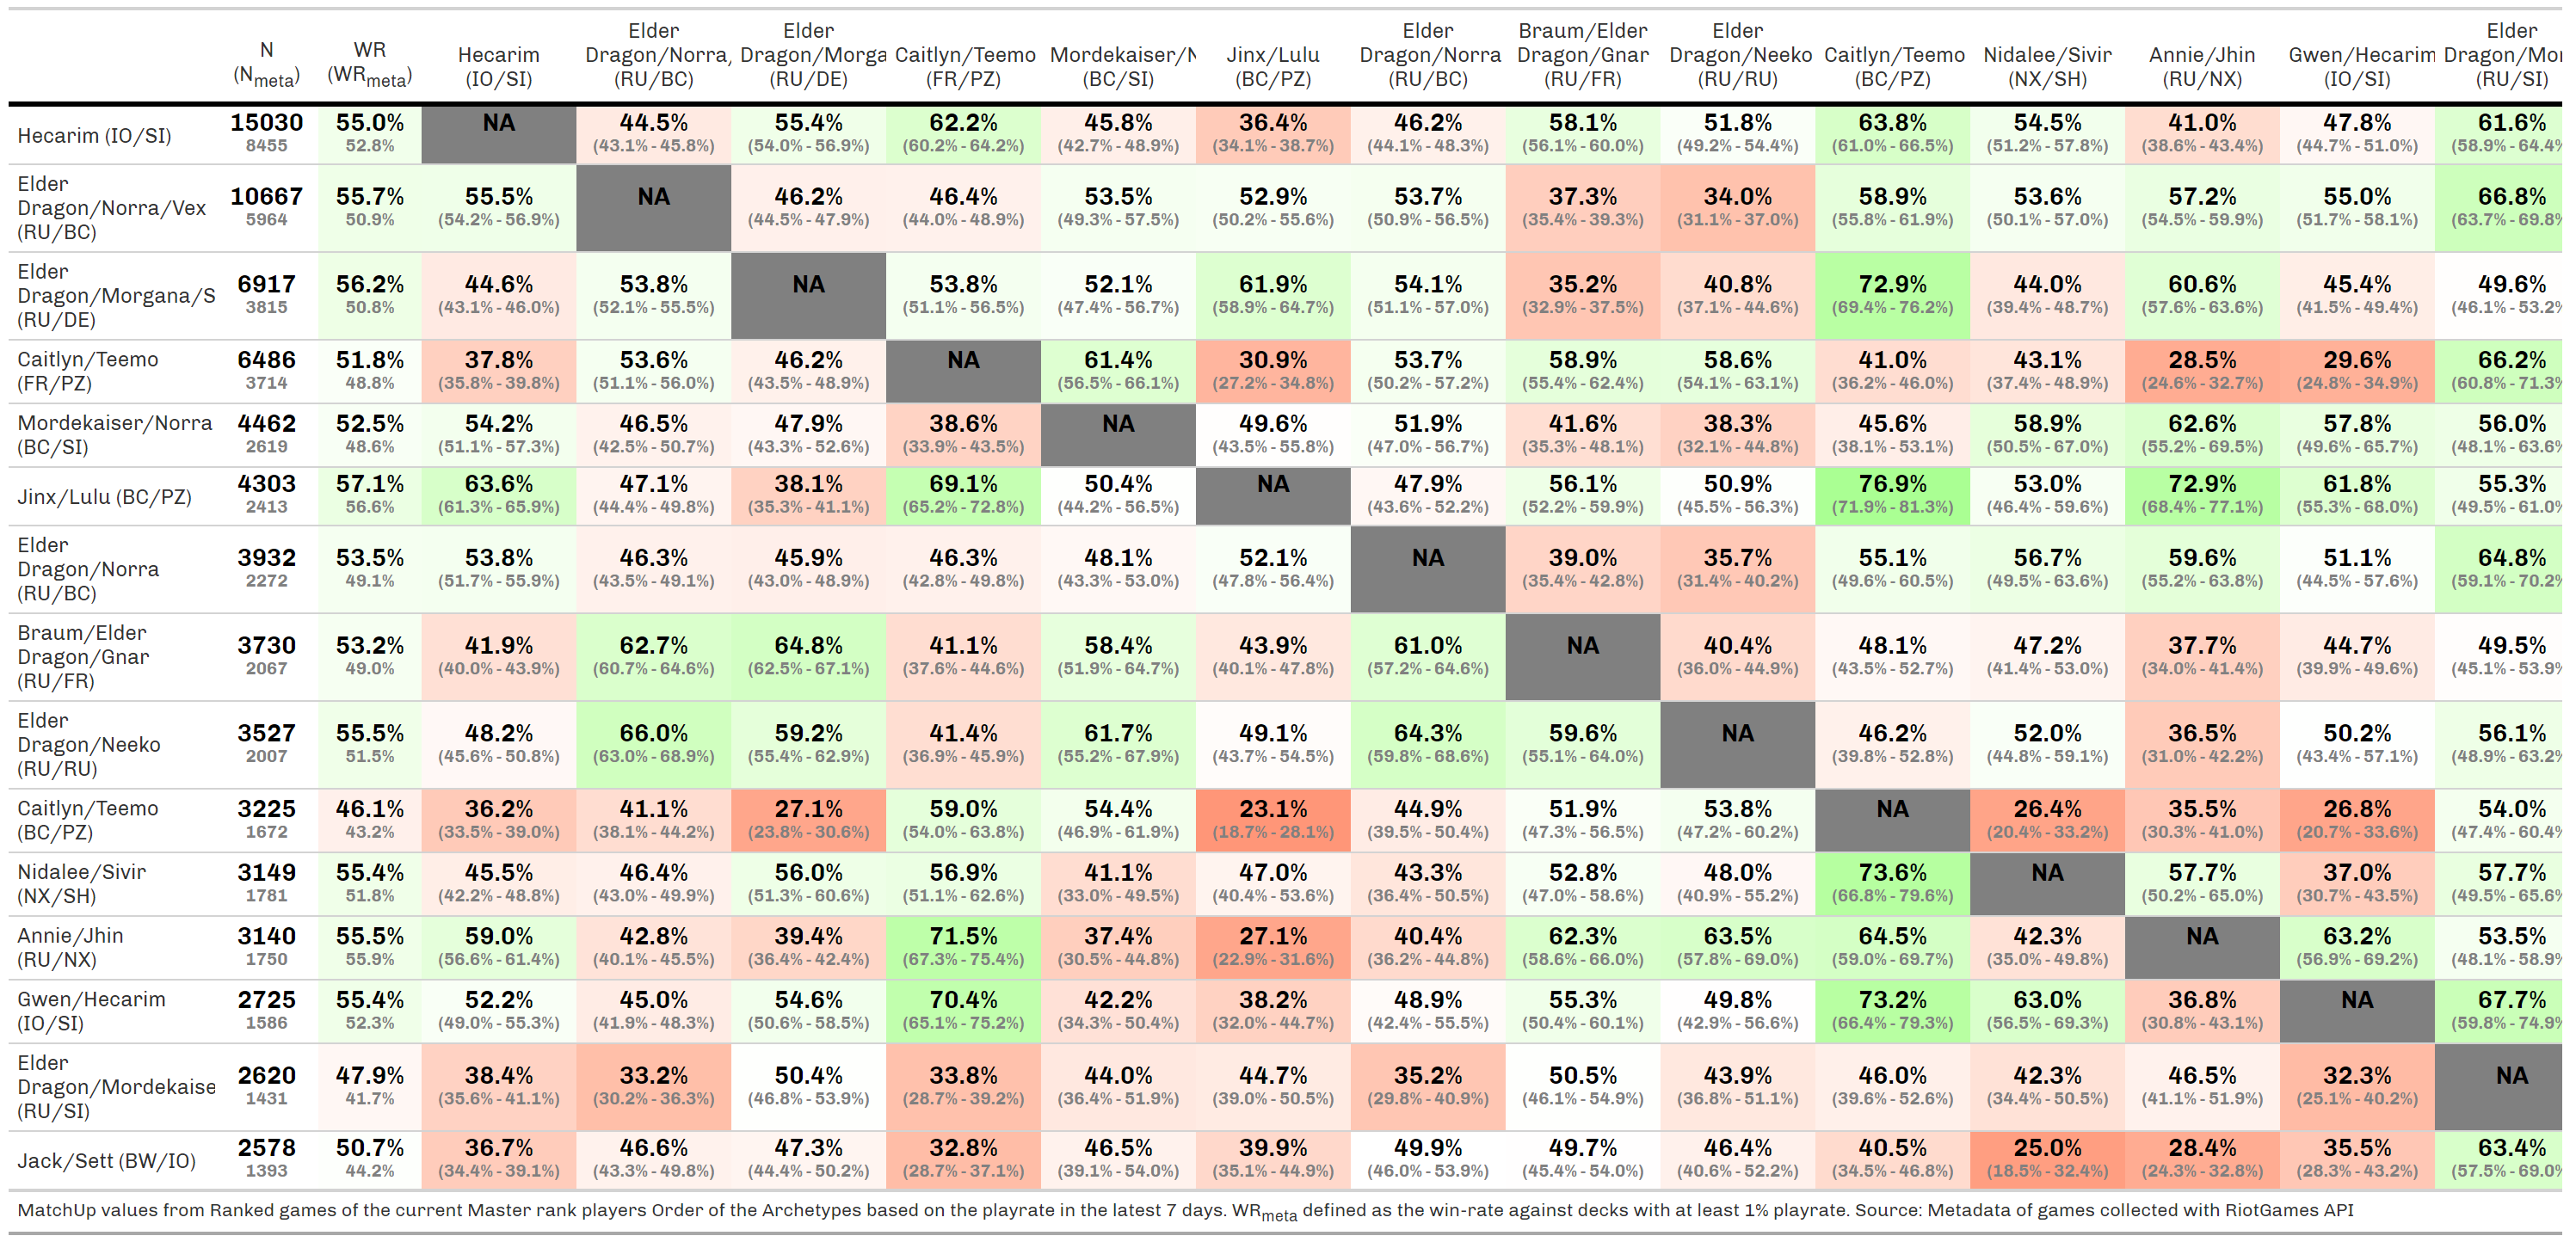 N (Nmeta) WR (WRmeta) Hecarim (IO/SI) Elder Dragon/Norra, (RU/BC) Elder Dragon/Morga (RU/DE) Caitlyn/Teemo (FR/PZ) Mordekaiser/N (BC/SI) Jinx/Lulu (BC/PZ) Elder Dragon/Norra (RU/BC) Braum/Elder Dragon/Gnar (RU/FR) Elder Dragon/Neeko (RU/RU) Caitlyn/Teemo (BC/PZ) Nidalee/Sivir (NX/SH) Annie/Jhin (RU/NX) Gwen/Hecarim (IO/SI) Elder Dragon/Mor (RU/SI)
Hecarim (IO/SI) 15030 55.0% NA 44.5% 55.4% 62.2% 45.8% 36.4% 46.2% 58.1% 51.8% 63.8% 54.5% 41.0% 47.8% 61.6%
8455 52.8% (43.1% - 45.8%) (54.0% - 56.9%) (60.2% - 64.2%) (42.7% - 48.9%) (34.1% - 38.7%) (44.1% - 48.3%) (56.1% - 60.0%) (49.2% - 54.4%) (61.0% - 66.5%) (51.2% - 57.8%) (38.6% - 43.4%) (44.7% - 51.0%) (58.9% - 64.4%
Elder Dragon/Norra/Vex (RU/BC) 10667 55.7% 55.5% NA 46.2% 46.4% 53.5% 52.9% 53.7% 37.3% 34.0% 58.9% 53.6% 57.2% 55.0% 66.8%
5964 50.9% (54.2% - 56.9%) (44.5% - 47.9%) (44.0% - 48.9%) (49.3% - 57.5%) (50.2% - 55.6%) (50.9% - 56.5%) (35.4% - 39.3%) (31.1% - 37.0%) (55.8% - 61.9%) (50.1% - 57.0%) (54.5% - 59.9%) (51.7% - 58.1%) (63.7% - 69.8%
Elder Dragon/Morgana/S (RU/DE) 6917 56.2% 44.6% 53.8% NA 53.8% 52.1% 61.9% 54.1% 35.2% 40.8% 72.9% 44.0% 60.6% 45.4% 49.6%
3815 50.8% (43.1% - 46.0%) (52.1% - 55.5%) (51.1% - 56.5%) (47.4% - 56.7%) (58.9% - 64.7%) (51.1% - 57.0%) (32.9% - 37.5%) (37.1% - 44.6%) (69.4% - 76.2%) (39.4% - 48.7%) (57.6% - 63.6%) (41.5% - 49.4%) (46.1% - 53.2%
Caitlyn/Teemo (FR/PZ) 6486 51.8% 37.8% 53.6% 46.2% NA 61.4% 30.9% 53.7% 58.9% 58.6% 41.0% 43.1% 28.5% 29.6% 66.2%
3714 48.8% (35.8% - 39.8%) (51.1% - 56.0%) (43.5% - 48.9%) (56.5% - 66.1%) (27.2% - 34.8%) (50.2% - 57.2%) (55.4% - 62.4%) (54.1% - 63.1%) (36.2% - 46.0%) (37.4% - 48.9%) (24.6% - 32.7%) (24.8% - 34.9%) (60.8% - 71.3%
Mordekaiser/Norra (BC/SI) 4462 52.5% 54.2% 46.5% 47.9% 38.6% NA 49.6% 51.9% 41.6% 38.3% 45.6% 58.9% 62.6% 57.8% 56.0%
2619 48.6% (51.1% - 57.3%) (42.5% - 50.7%) (43.3% - 52.6%) (33.9% - 43.5%) (43.5% - 55.8%) (47.0% - 56.7%) (35.3% - 48.1%) (32.1% - 44.8%) (38.1% - 53.1%) (50.5% - 67.0%) (55.2% - 69.5%) (49.6% - 65.7%) (48.1% - 63.6%
Jinx/Lulu (BC/PZ) 4303 57.1% 63.6% 47.1% 38.1% 69.1% 50.4% NA 47.9% 56.1% 50.9% 76.9% 53.0% 72.9% 61.8% 55.3%
2413 56.6% (61.3% - 65.9%) (44.4% - 49.8%) (35.3% - 41.1%) (65.2% - 72.8%) (44.2% - 56.5%) (43.6% - 52.2%) (52.2% - 59.9%) (45.5% - 56.3%) (71.9% - 81.3%) (46.4% - 59.6%) (68.4% - 77.1%) (55.3% - 68.0%) (49.5% - 61.0%
Elder Dragon/Norra (RU/BC) 3932 53.5% 53.8% 46.3% 45.9% 46.3% 48.1% 52.1% NA 39.0% 35.7% 55.1% 56.7% 59.6% 51.1% 64.8%
2272 49.1% (51.7% - 55.9%) (43.5% - 49.1%) (43.0% - 48.9%) (42.8% - 49.8%) (43.3% - 53.0%) (47.8% - 56.4%) (35.4% - 42.8%) (31.4% - 40.2%) (49.6% - 60.5%) (49.5% - 63.6%) (55.2% - 63.8%) (44.5% - 57.6%) (59.1% - 70.2%
Braum/Elder Dragon/Gnar (RU/FR) 3730 53.2% 41.9% 62.7% 64.8% 41.1% 58.4% 43.9% 61.0% NA 40.4% 48.1% 47.2% 37.7% 44.7% 49.5%
2067 49.0% (40.0% - 43.9%) (60.7% - 64.6%) (62.5% - 67.1%) (37.6% - 44.6%) (51.9% - 64.7%) (40.1% - 47.8%) (57.2% - 64.6%) (36.0% - 44.9%) (43.5% - 52.7%) (41.4% - 53.0%) (34.0% - 41.4%) (39.9% - 49.6%) (45.1% - 53.9%
Elder Dragon/Neeko (RU/RU) 3527 55.5% 48.2% 66.0% 59.2% 41.4% 61.7% 49.1% 64.3% 59.6% NA 46.2% 52.0% 36.5% 50.2% 56.1%
2007 51.5% (45.6% - 50.8%) (63.0% - 68.9%) (55.4% - 62.9%) (36.9% - 45.9%) (55.2% - 67.9%) (43.7% - 54.5%) (59.8% - 68.6%) (55.1% - 64.0%) (39.8% - 52.8%) (44.8% - 59.1%) (31.0% - 42.2%) (43.4% - 57.1%) (48.9% - 63.2%
Caitlyn/Teemo (BC/PZ) 3225 46.1% 36.2% 41.1% 27.1% 59.0% 54.4% 23.1% 44.9% 51.9% 53.8% NA 26.4% 35.5% 26.8% 54.0%
1672 43.2% (33.5% - 39.0%) (38.1% - 44.2%) (23.8% - 30.6%) (54.0% - 63.8%) (46.9% - 61.9%) (18.7% - 28.1%) (39.5% - 50.4%) (47.3% - 56.5%) (47.2% - 60.2%) (20.4% - 33.2%) (30.3% - 41.0%) (20.7% - 33.6%) (47.4% - 60.4%
Nidalee/Sivir (NX/SH) 3149 55.4% 45.5% 46.4% 56.0% 56.9% 41.1% 47.0% 43.3% 52.8% 48.0% 73.6% NA 57.7% 37.0% 57.7%
1781 51.8% (42.2% - 48.8%) (43.0% - 49.9%) (51.3% - 60.6%) (51.1% - 62.6%) (33.0% - 49.5%) (40.4% - 53.6%) (36.4% - 50.5%) (47.0% - 58.6%) (40.9% - 55.2%) (66.8% - 79.6%) (50.2% - 65.0%) (30.7% - 43.5%) (49.5% - 65.6%
Annie/Jhin (RU/NX) 3140 55.5% 59.0% 42.8% 39.4% 71.5% 37.4% 27.1% 40.4% 62.3% 63.5% 64.5% 42.3% NA 63.2% 53.5%
1750 55.9% (56.6% - 61.4%) (40.1% - 45.5%) (36.4% - 42.4%) (67.3% - 75.4%) (30.5% - 44.8%) (22.9% - 31.6%) (36.2% - 44.8%) (58.6% - 66.0%) (57.8% - 69.0%) (59.0% - 69.7%) (35.0% - 49.8%) (56.9% - 69.2%) (48.1% - 58.9%
Gwen/Hecarim (IO/SI) 2725 55.4% 52.2% 45.0% 54.6% 70.4% 42.2% 38.2% 48.9% 55.3% 49.8% 73.2% 63.0% 36.8% NA 67.7%
1586 52.3% (49.0% - 55.3%) (41.9% - 48.3%) (50.6% - 58.5%) (65.1% - 75.2%) (34.3% - 50.4%) (32.0% - 44.7%) (42.4% - 55.5%) (50.4% - 60.1%) (42.9% - 56.6%) (66.4% - 79.3%) (56.5% - 69.3%) (30.8% - 43.1%) (59.8% - 74.9%
Elder Dragon/Mordekaise (RU/SI) 2620 47.9% 38.4% 33.2% 50.4% 33.8% 44.0% 44.7% 35.2% 50.5% 43.9% 46.0% 42.3% 46.5% 32.3% NA
1431 41.7% (35.6% - 41.1%) (30.2% - 36.3%) (46.8% - 53.9%) (28.7% - 39.2%) (36.4% - 51.9%) (39.0% - 50.5%) (29.8% - 40.9%) (46.1% - 54.9%) (36.8% - 51.1%) (39.6% - 52.6%) (34.4% - 50.5%) (41.1% - 51.9%) (25.1% - 40.2%)
Jack/Sett (BW/IO) 2578 50.7% 36.7% 46.6% 47.3% 32.8% 46.5% 39.9% 49.9% 49.7% 46.4% 40.5% 25.0% 28.4% 35.5% 63.4%
1393 44.2% (34.4% - 39.1%) (43.3% - 49.8%) (44.4% - 50.2%) (28.7% - 37.1%) (39.1% - 54.0%) (35.1% - 44.9%) (46.0% - 53.9%) (45.4% - 54.0%) (40.6% - 52.2%) (34.5% - 46.8%) (18.5% - 32.4%) (24.3% - 32.8%) (28.3% - 43.2%) (57.5% - 69.0%
MatchUp values from Ranked games of the current Master rank players Order of the Archetypes based on the playrate in the latest 7 days. WRmeta defined as the win-rate against decks with at least 1% playrate. Source: Metadata of games collected with RiotGames API